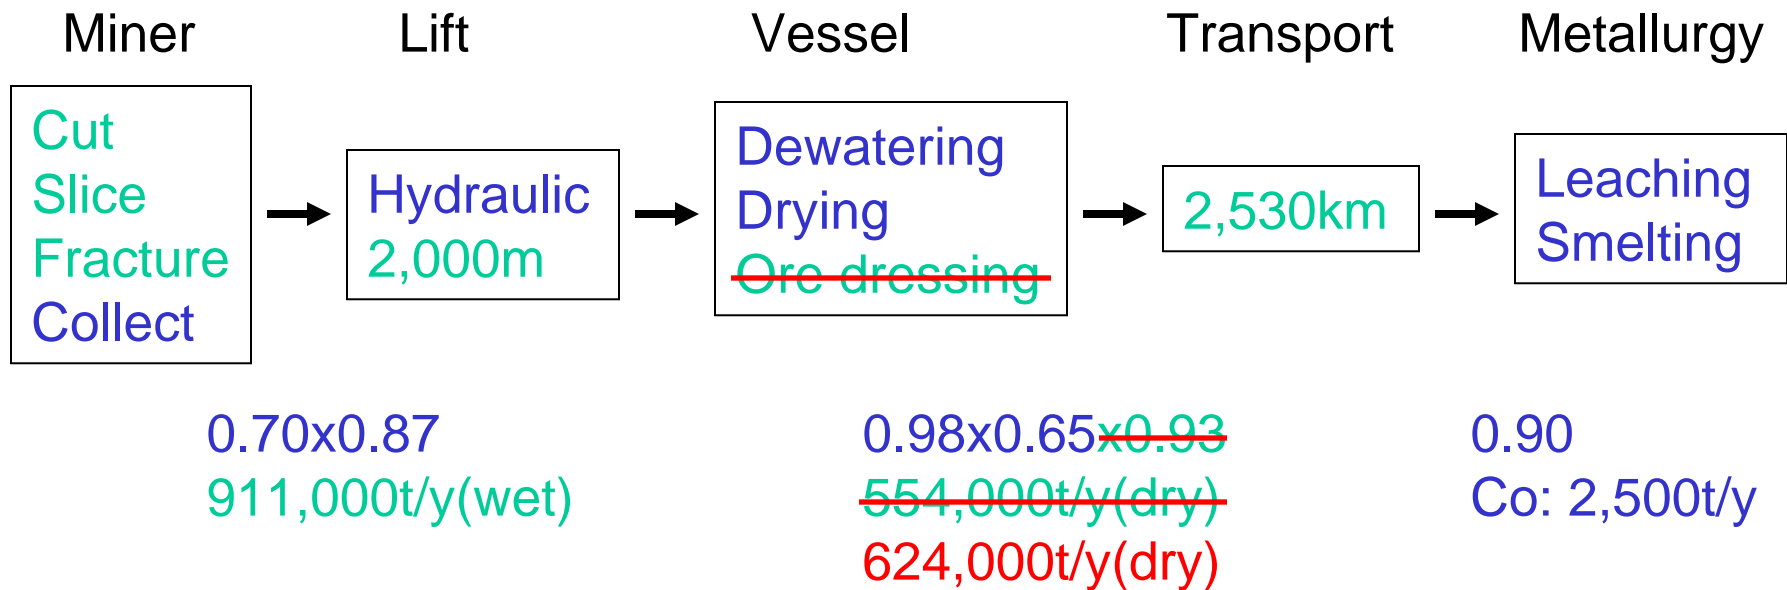 Miner
Lift
Vessel
Transport
Metallurgy
Cut
Slice
Fracture
Collect
Hydraulic
2,000m
Dewatering
Drying
Ore dressing
2,530km
Leaching
Smelting
0.70x0.87
911,000t/y(wet)
0.98x0.65x0.93
554,000t/y(dry)
624,000t/y(dry)
0.90
Co: 2,500t/y